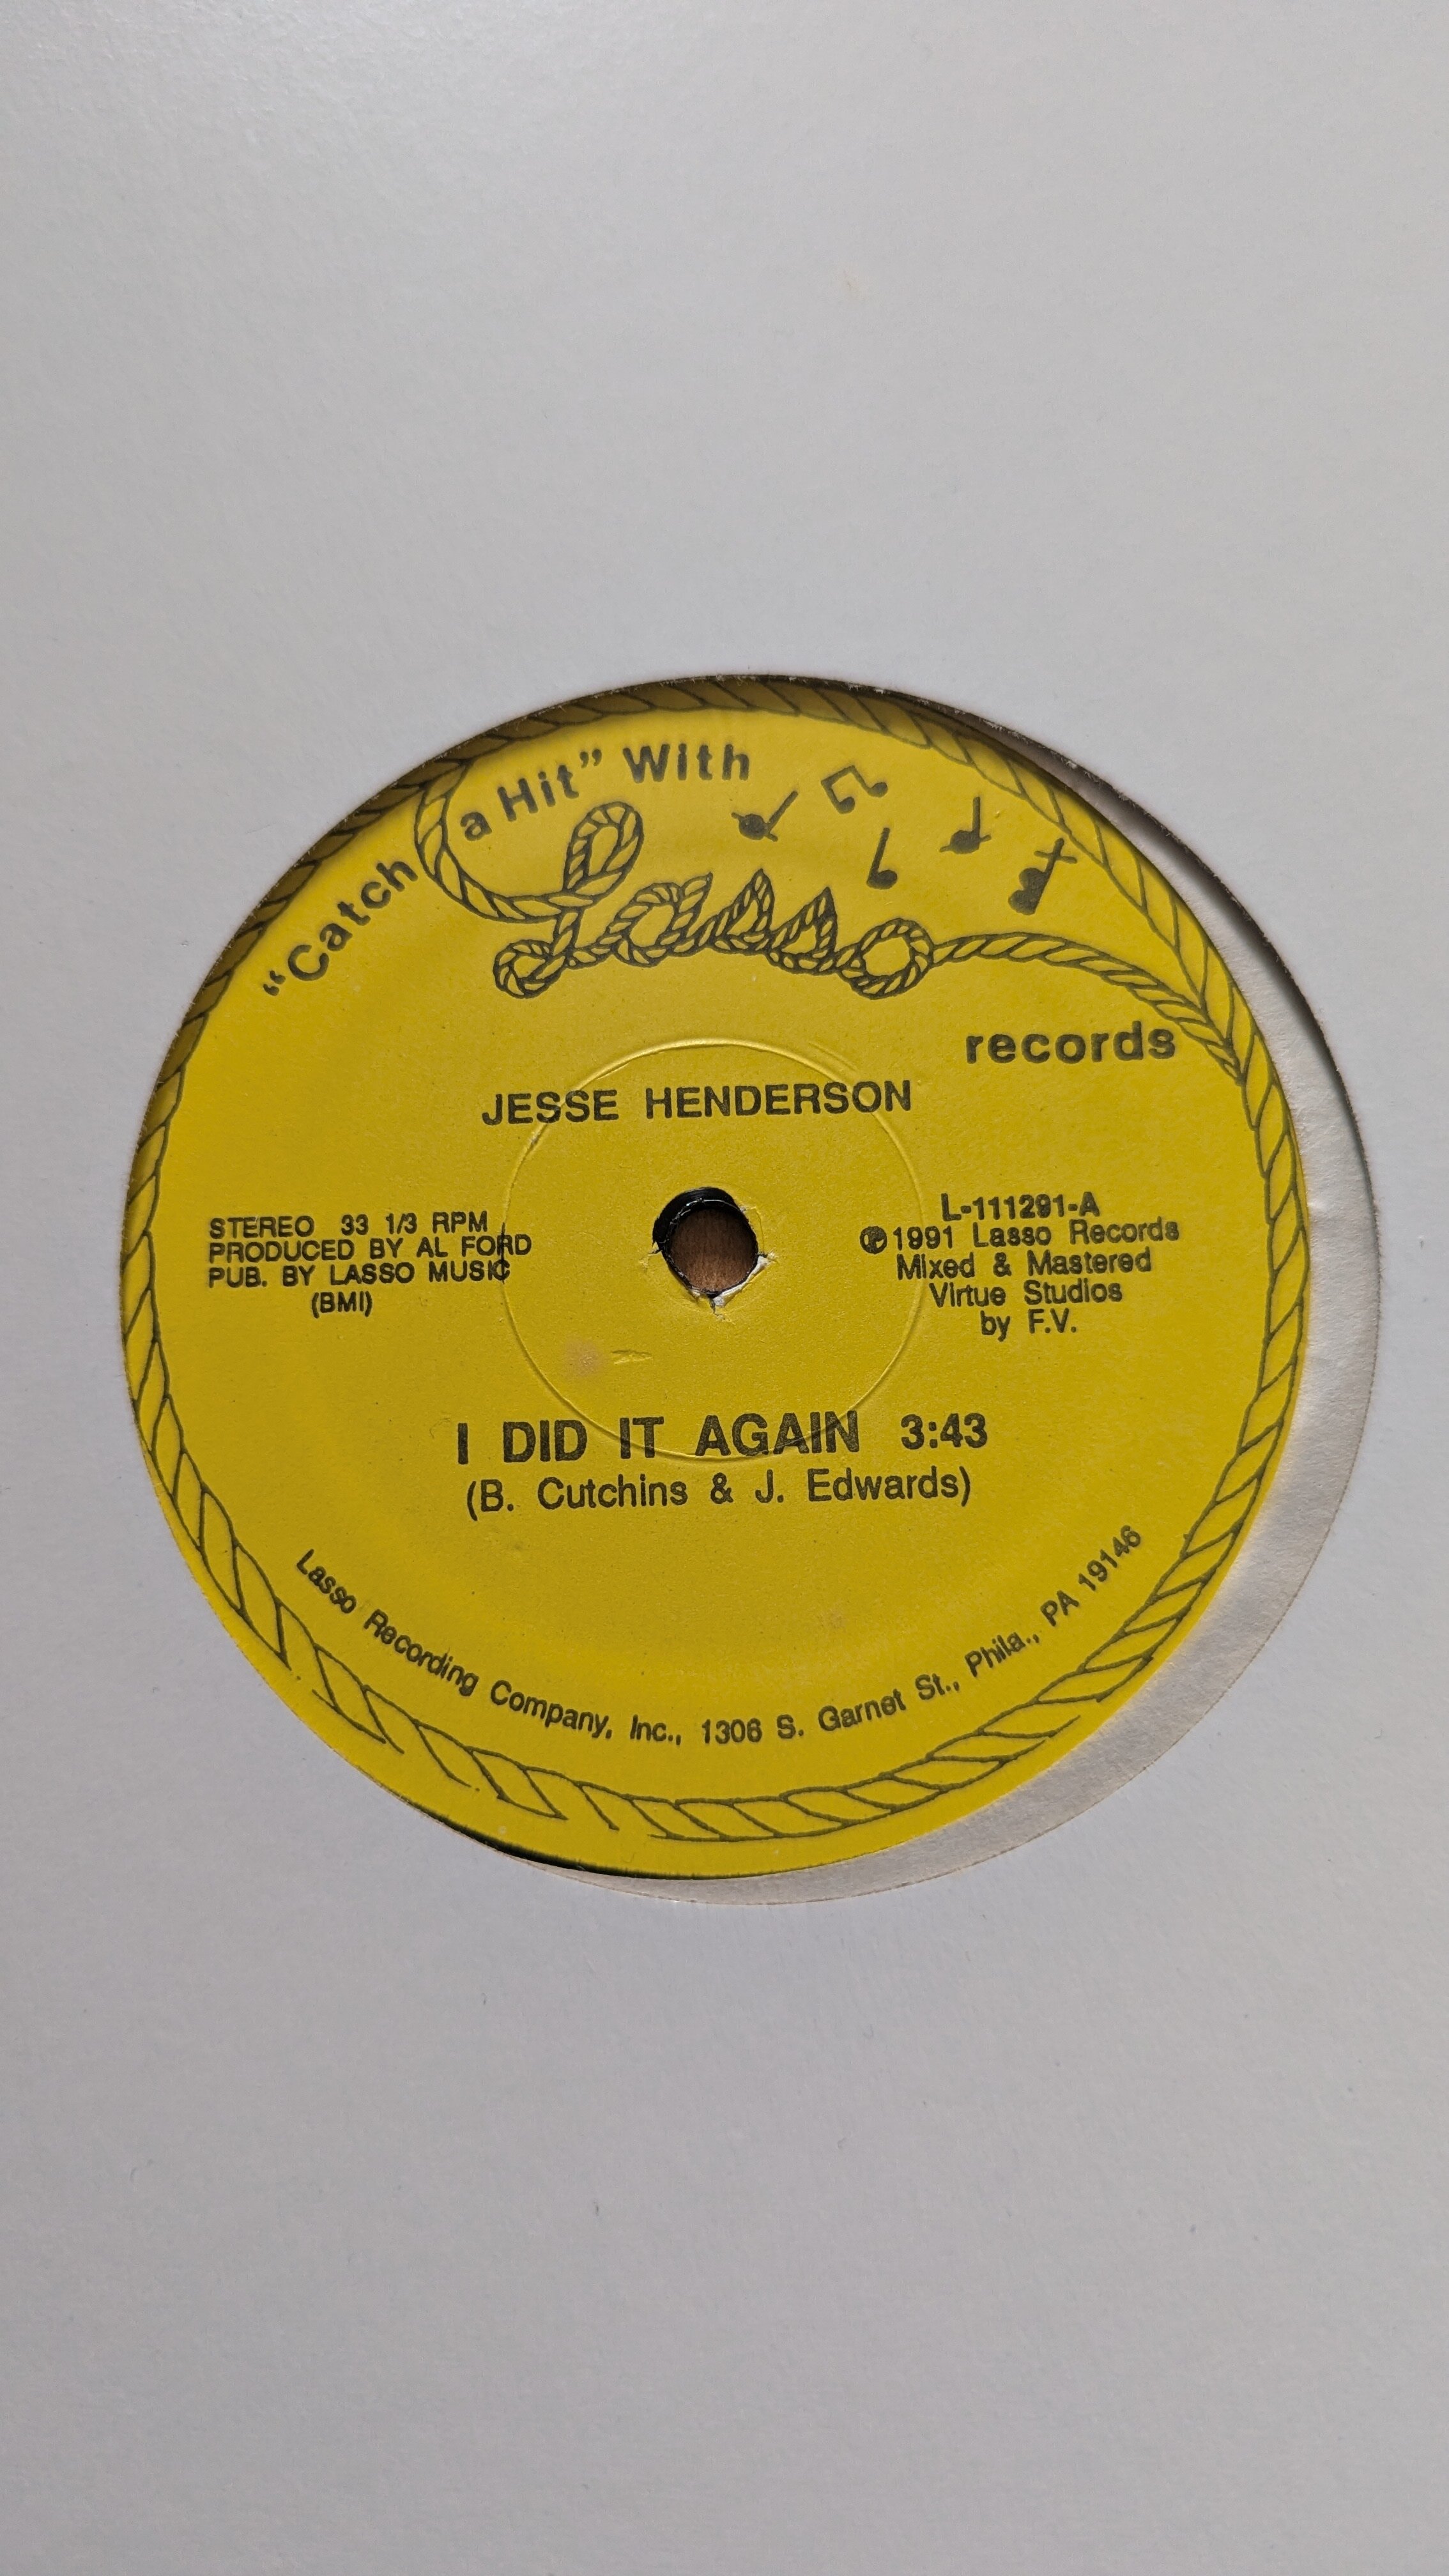 “Catch a Hit” With
Lasso
records
JESSE HENDERSON
STEREO 33 1/3 RPM
PRODUCED BY AL FORD
PUB. BY LASSO MUSIC
(BMI)
L-111291-A
℗1991 Lasso Records
Mixed & Mastered
Virtue Studios
by F.V.
I DID IT AGAIN 3:43
(B. Cutchins & J. Edwards)
Lasso Recording Company, Inc., 1306 S. Garnet St., Phila., PA 19146